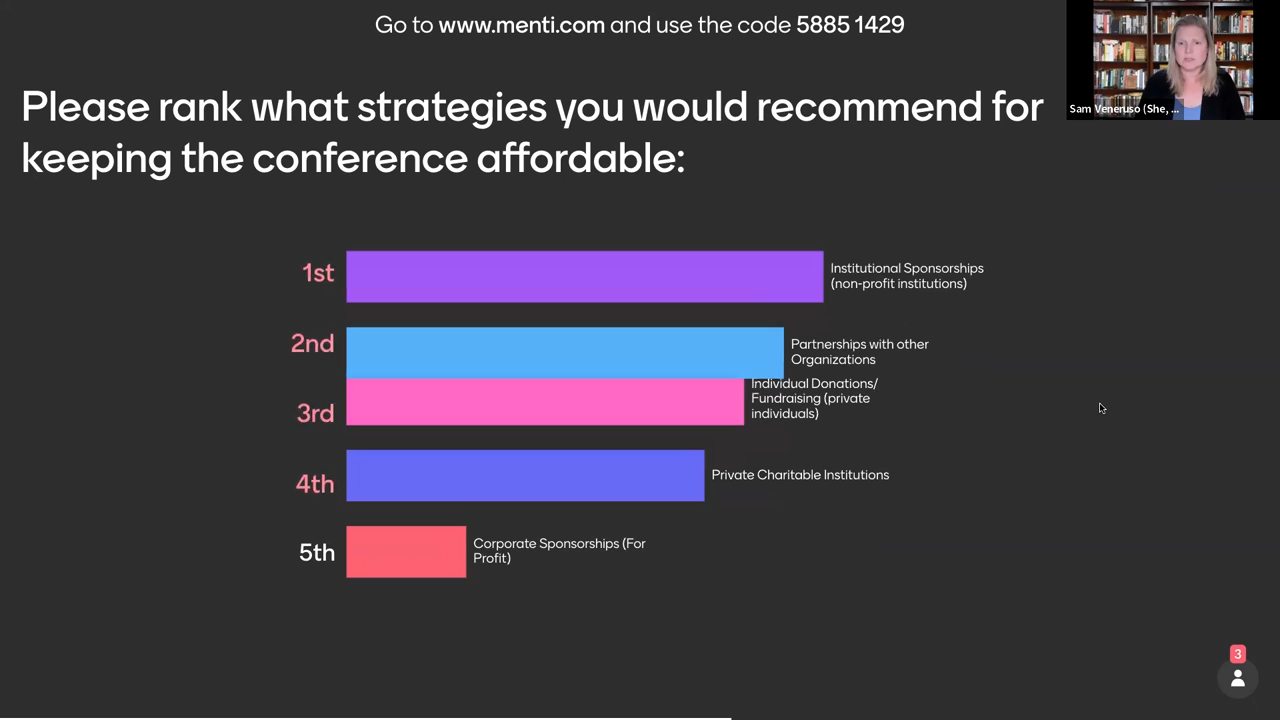 Go to www.menti.com and use the code 5885 1429
Sam Veneruso (She, ...
Please rank what strategies you would recommend for
keeping the conference affordable:
1st
Institutional Sponsorships
(non-profit institutions)
2nd
Partnerships with other
Organizations
3rd
Individual Donations/
Fundraising (private
individuals)
4th
Private Charitable Institutions
5th
Corporate Sponsorships (For
Profit)
3